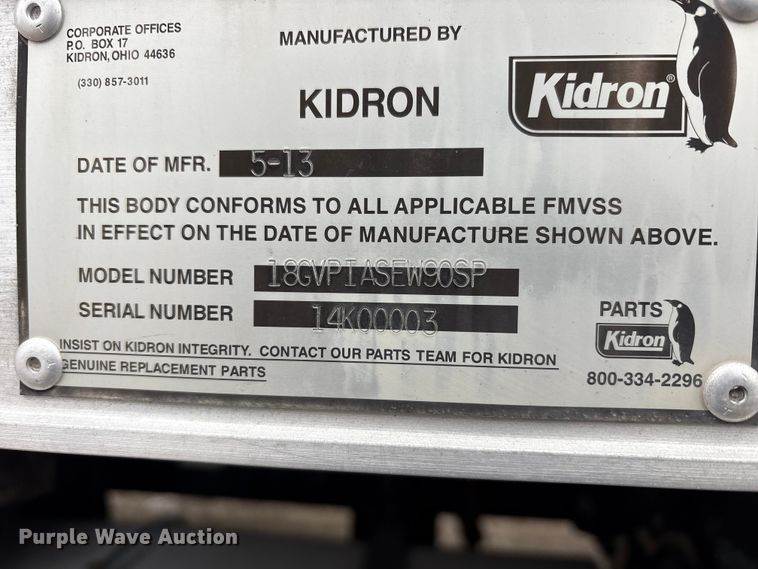 CORPORATE OFFICES
P.O. BOX 17
KIDRON, OHIO 44636
(330) 857-3011
MANUFACTURED BY
KIDRON
Kidron®
DATE OF MFR. 5-13
THIS BODY CONFORMS TO ALL APPLICABLE FMVSS
IN EFFECT ON THE DATE OF MANUFACTURE SHOWN ABOVE.
MODEL NUMBER 18GVPTASEW90SP
SERIAL NUMBER 14K00003
PARTS
Kidron
800-334-2296
INSIST ON KIDRON INTEGRITY. CONTACT OUR PARTS TEAM FOR KIDRON
GENUINE REPLACEMENT PARTS
Purple Wave Auction